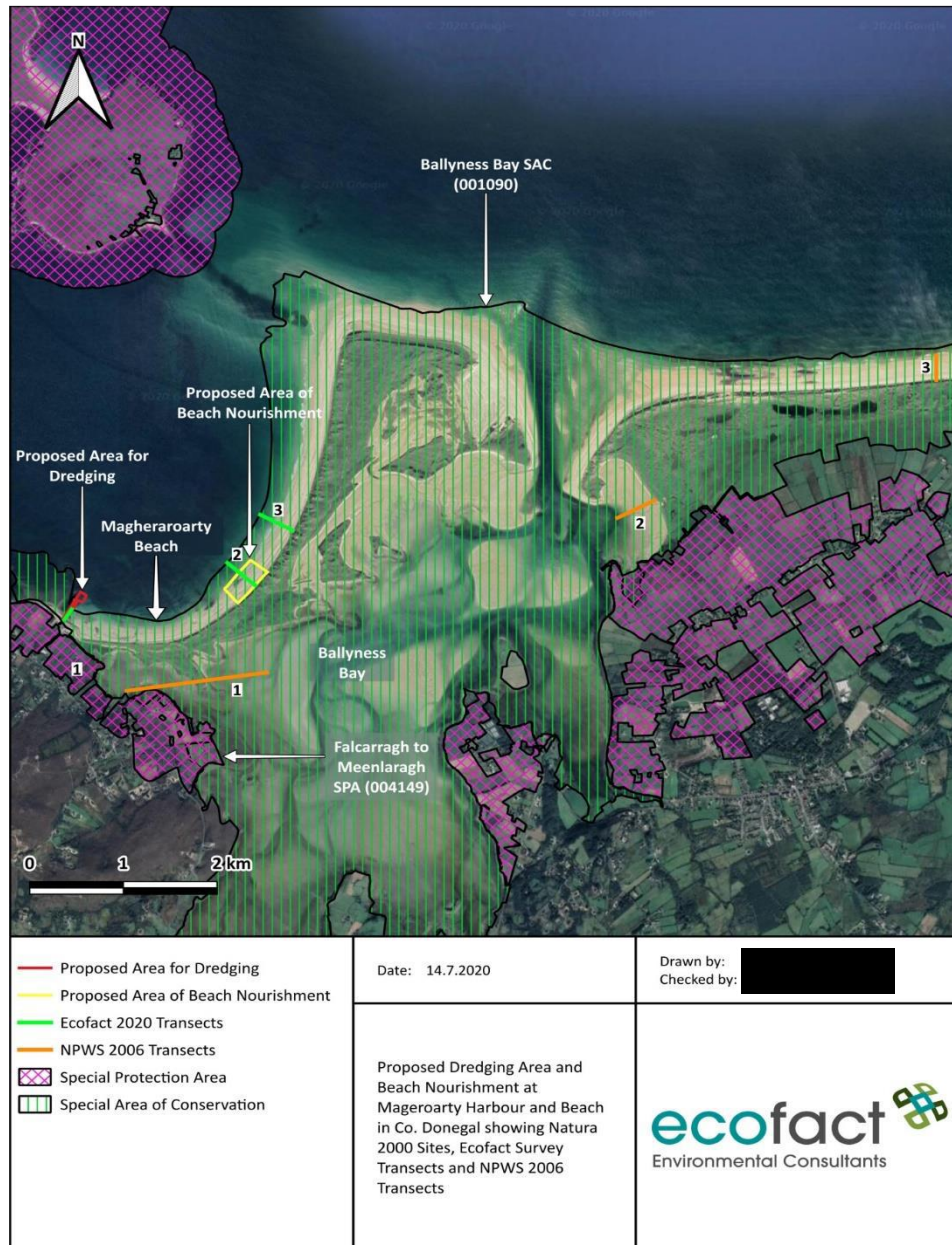 © 2020 Google
© 2020 Google
N
Ballyness Bay SAC
(001090)
Proposed Area of
Beach Nourishment
3
Proposed Area for
Dredging
Magheraroarty
Beach
3
2
2
1
1
Ballyness
Bay
Falcarragh to
Meenlaragh
SPA (004149)
0 1 2 km
Proposed Area for Dredging
Proposed Area of Beach Nourishment
Ecofact 2020 Transects
NPWS 2006 Transects
Special Protection Area
Special Area of Conservation
Date: 14.7.2020
Proposed Dredging Area and
Beach Nourishment at
Mageroarty Harbour and Beach
in Co. Donegal showing Natura
2000 Sites, Ecofact Survey
Transects and NPWS 2006
Transects
Drawn by:
Checked by:
ecofact
Environmental Consultants